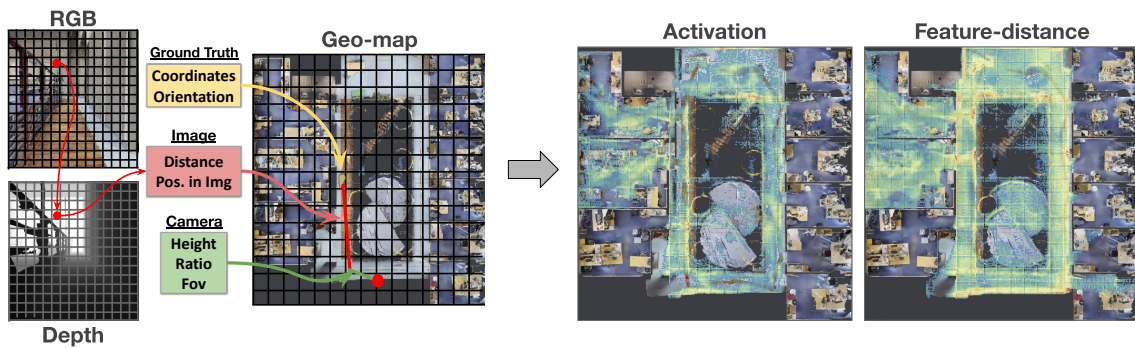 RGB
Ground Truth
Coordinates
Orientation
Image
Distance
Pos. in Img
Camera
Height
Ratio
Fov
Depth
Geo-map
Activation
Feature-distance